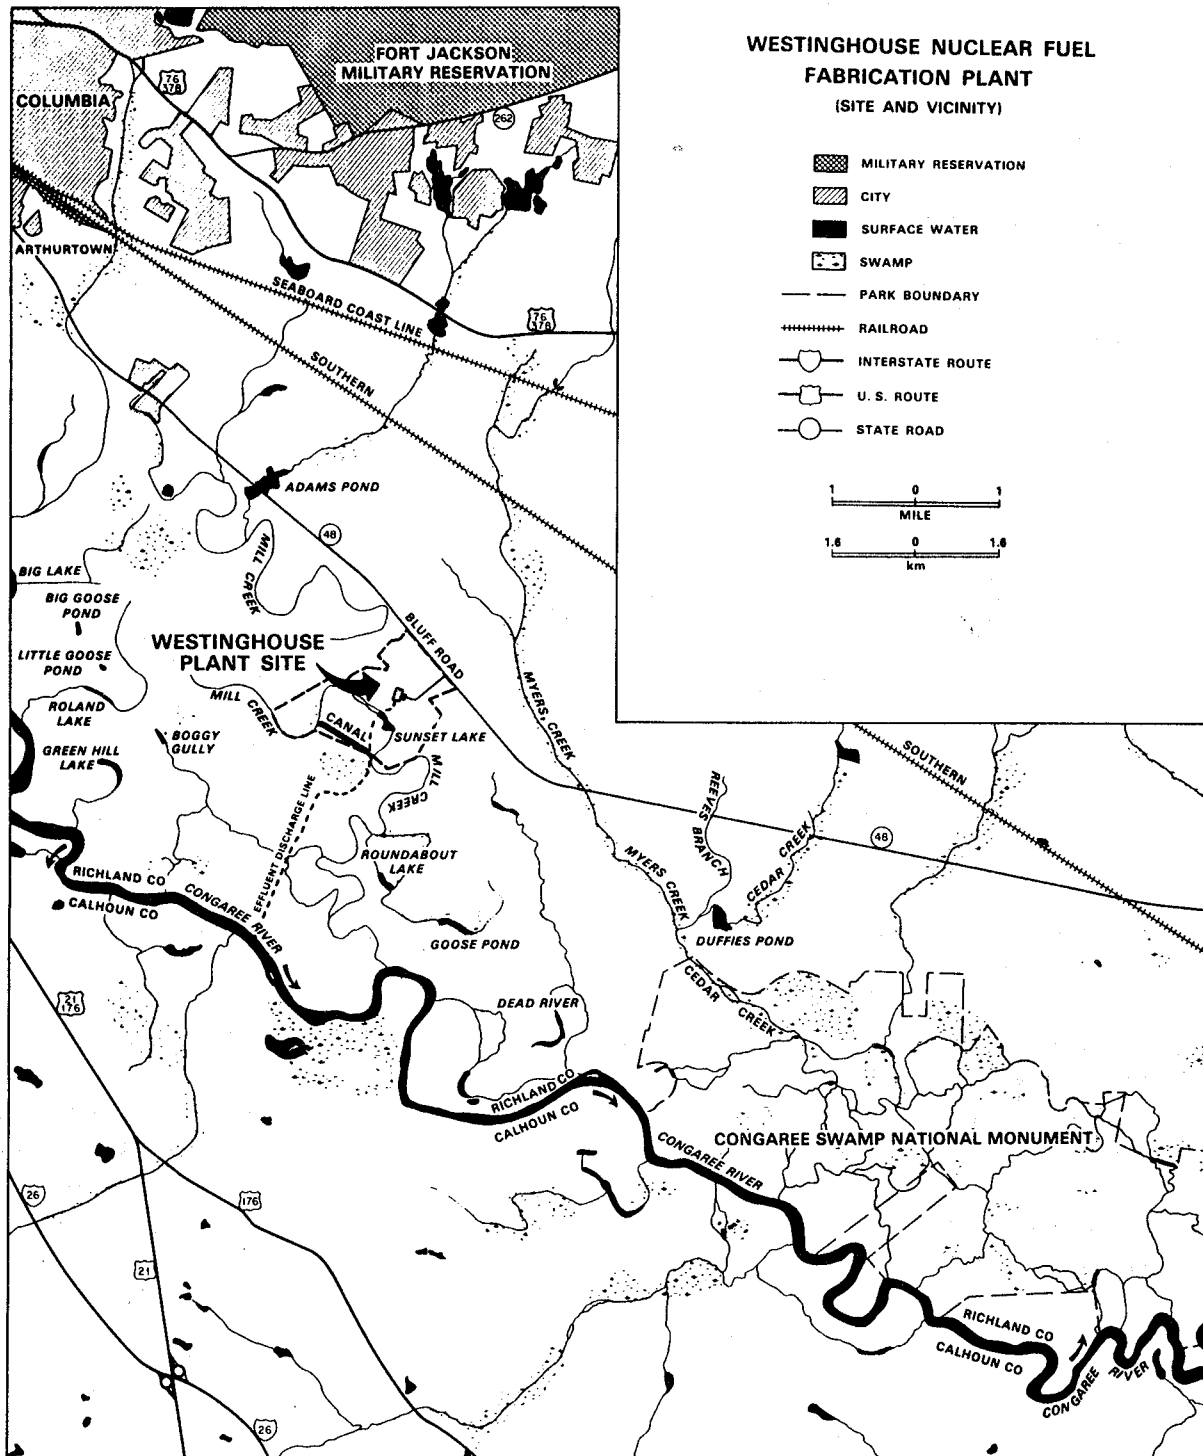 WESTINGHOUSE NUCLEAR FUEL
FABRICATION PLANT
(SITE AND VICINITY)
MILITARY RESERVATION
CITY
SURFACE WATER
SWAMP
PARK BOUNDARY
RAILROAD
INTERSTATE ROUTE
U. S. ROUTE
STATE ROAD
1 0 1
MILE
1.6 0 1.6
km
FORT JACKSON
MILITARY RESERVATION
76
378
COLUMBIA
262
ARTHURTOWN
SEABOARD COAST LINE
76
378
SOUTHERN
ADAMS POND
48
MILL CREEK
BIG LAKE
BIG GOOSE
POND
BLUFF ROAD
WESTINGHOUSE
PLANT SITE
LITTLE GOOSE
POND
MILL CREEK
MYERS CREEK
ROLAND
LAKE
BOGGY
GULLY
CANAL
SUNSET LAKE
GREEN HILL
LAKE
MILL CREEK
SOUTHERN
REEVES BRANCH
EFFLUENT DISCHARGE LINE
48
CEDAR CREEK
ROUNDABOUT
LAKE
MYERS CREEK
RICHLAND CO
CALHOUN CO
CONGAREE RIVER
GOOSE POND
DUFFIES POND
CEDAR CREEK
21
176
DEAD RIVER
RICHLAND CO
CALHOUN CO
CONGAREE SWAMP NATIONAL MONUMENT
CONGAREE RIVER
26
176
21
RICHLAND CO
CALHOUN CO
CONGAREE RIVER
26